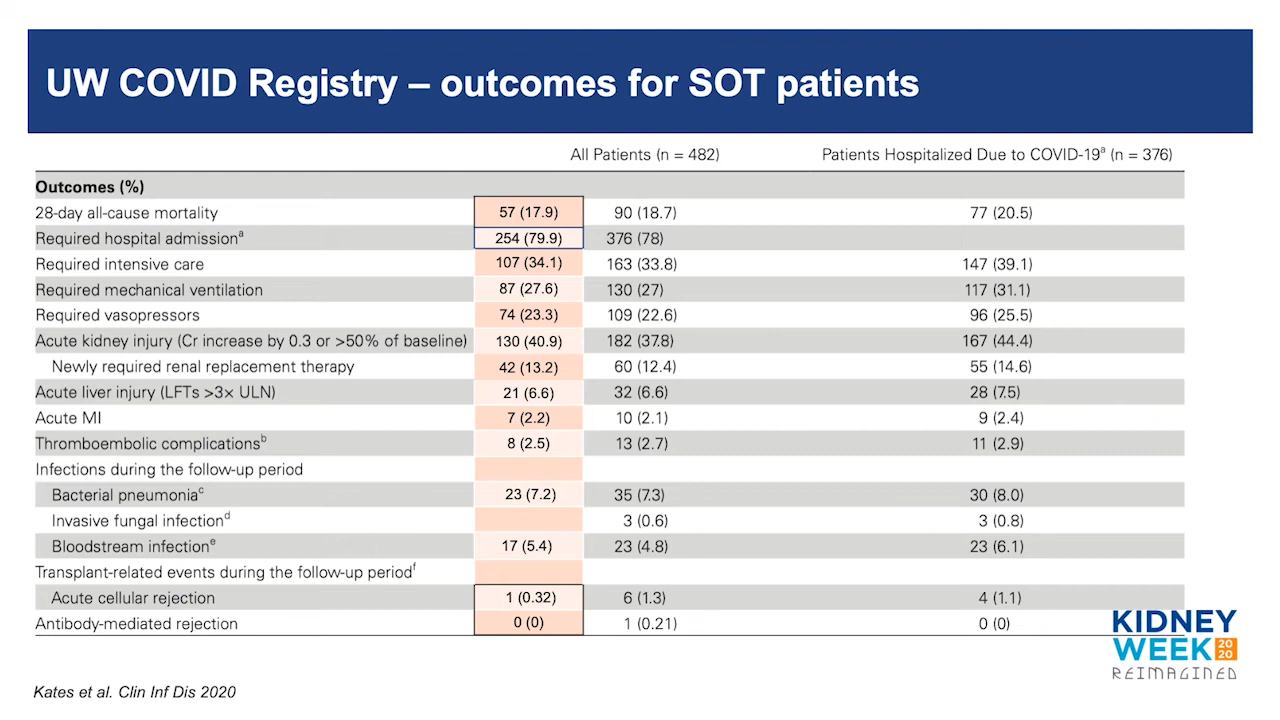 UW COVID Registry – outcomes for SOT patients
All Patients (n = 482) Patients Hospitalized Due to COVID-19ᵃ (n = 376)
Outcomes (%)
28-day all-cause mortality 57 (17.9) 90 (18.7) 77 (20.5)
Required hospital admissionᵃ 254 (79.9) 376 (78)
Required intensive care 107 (34.1) 163 (33.8) 147 (39.1)
Required mechanical ventilation 87 (27.6) 130 (27) 117 (31.1)
Required vasopressors 74 (23.3) 109 (22.6) 96 (25.5)
Acute kidney injury (Cr increase by 0.3 or >50% of baseline) 130 (40.9) 182 (37.8) 167 (44.4)
Newly required renal replacement therapy 42 (13.2) 60 (12.4) 55 (14.6)
Acute liver injury (LFTs >3× ULN) 21 (6.6) 32 (6.6) 28 (7.5)
Acute MI 7 (2.2) 10 (2.1) 9 (2.4)
Thromboembolic complicationsᵇ 8 (2.5) 13 (2.7) 11 (2.9)
Infections during the follow-up period
Bacterial pneumoniaᶜ 23 (7.2) 35 (7.3) 30 (8.0)
Invasive fungal infectionᵈ 3 (0.6) 3 (0.8)
Bloodstream infectionᵉ 17 (5.4) 23 (4.8) 23 (6.1)
Transplant-related events during the follow-up periodᶠ
Acute cellular rejection 1 (0.32) 6 (1.3) 4 (1.1)
Antibody-mediated rejection 0 (0) 1 (0.21) 0 (0)
KIDNEY
WEEK 2020
REIMAGINED
Kates et al. Clin Inf Dis 2020